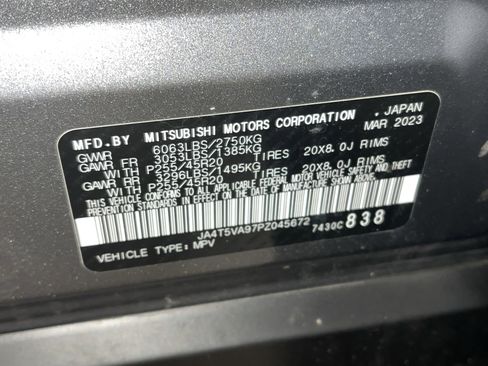 MFD.BY MITSUBISHI MOTORS CORPORATION . JAPAN
GVWR 6063LBS/2750KG MAR 2023
GAWR FR 3053LBS/1385KG
WITH P255/45R20 TIRES 20X8.0J RIMS
GAWR RR 3296LBS/1495KG
WITH P255/45R20 TIRES 20X8.0J RIMS
THIS VEHICLE CONFORMS TO ALL APPLICABLE FEDERAL
MOTOR VEHICLE SAFETY AND THEFT
PREVENTION STANDARDS IN EFFECT ON THE DATE OF
MANUFACTURE SHOWN ABOVE.
JA4T5VA97PZ045672 7430C 838
VEHICLE TYPE: MPV